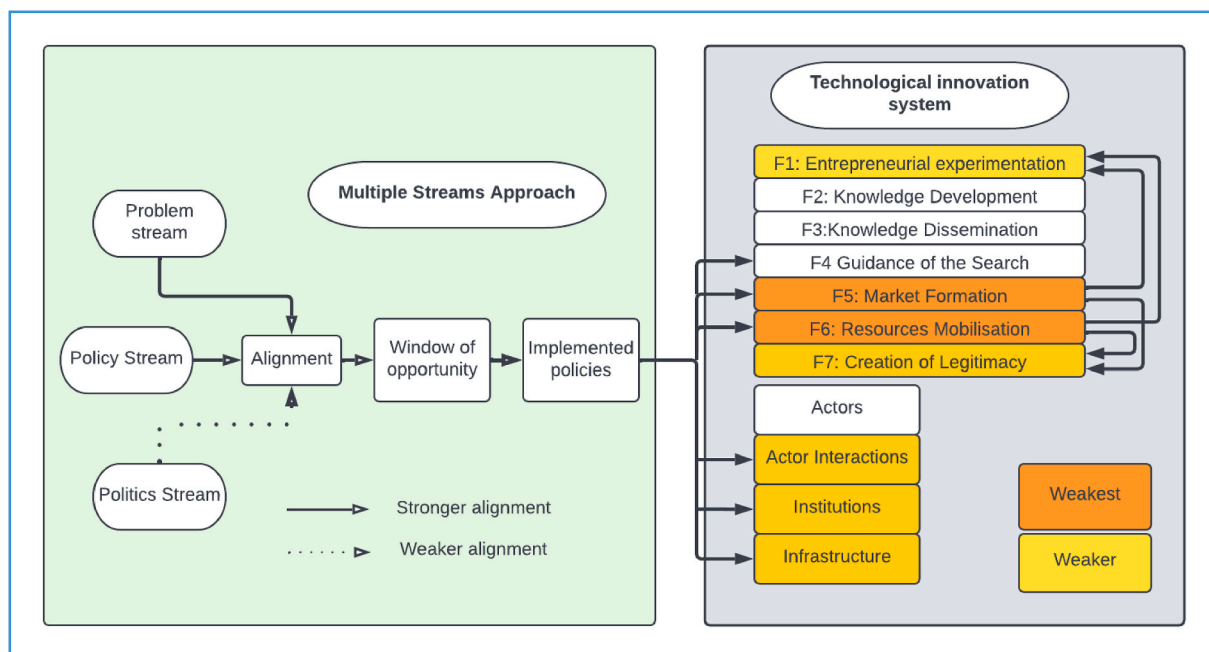 Multiple Streams Approach
Problem
stream
Policy Stream
Alignment
Window of
opportunity
Implemented
policies
Politics Stream
Stronger alignment
Weaker alignment
Technological innovation
system
F1: Entrepreneurial experimentation
F2: Knowledge Development
F3:Knowledge Dissemination
F4 Guidance of the Search
F5: Market Formation
F6: Resources Mobilisation
F7: Creation of Legitimacy
Actors
Actor Interactions
Institutions
Infrastructure
Weakest
Weaker